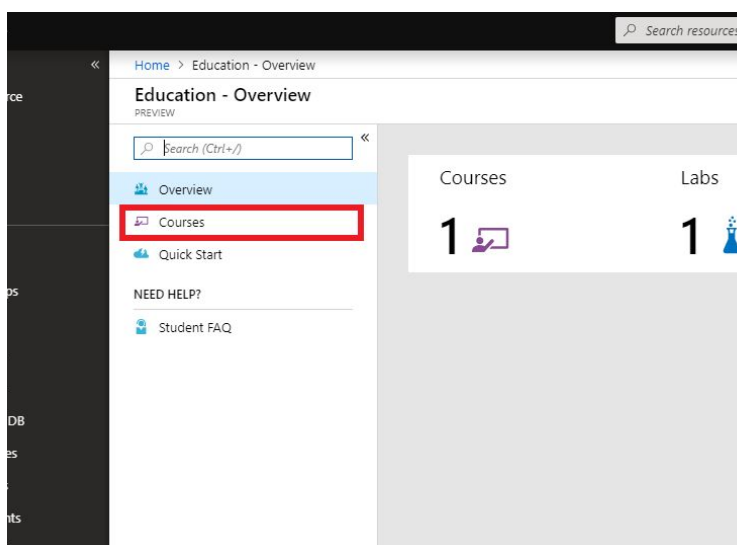 Search resources
Home > Education - Overview
Education - Overview
PREVIEW
Search (Ctrl+/)
Overview
Courses
Quick Start
NEED HELP?
Student FAQ
Courses
1
Labs
1
rce
ps
DB
es
nts